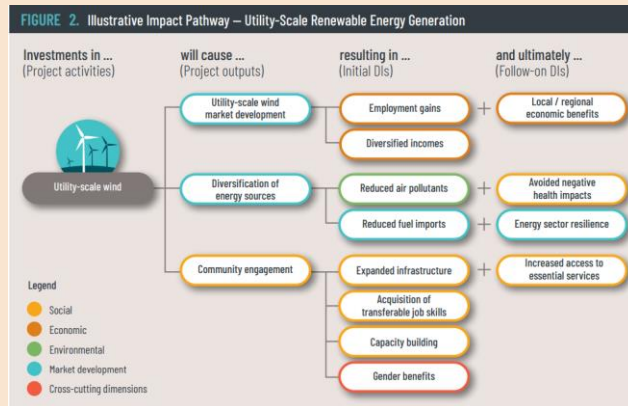 FIGURE 2. Illustrative Impact Pathway – Utility-Scale Renewable Energy Generation
Investments in ...
(Project activities)
will cause ...
(Project outputs)
resulting in ...
(Initial DIs)
and ultimately ...
(Follow-on DIs)
Utility-scale wind
Utility-scale wind
market development
Employment gains
+
Local / regional
economic benefits
Diversified incomes
Diversification of
energy sources
Reduced air pollutants
+
Avoided negative
health impacts
Reduced fuel imports
+
Energy sector resilience
Community engagement
Expanded infrastructure
+
Increased access to
essential services
Acquisition of
transferable job skills
Capacity building
Gender benefits
Legend
Social
Economic
Environmental
Market development
Cross-cutting dimensions